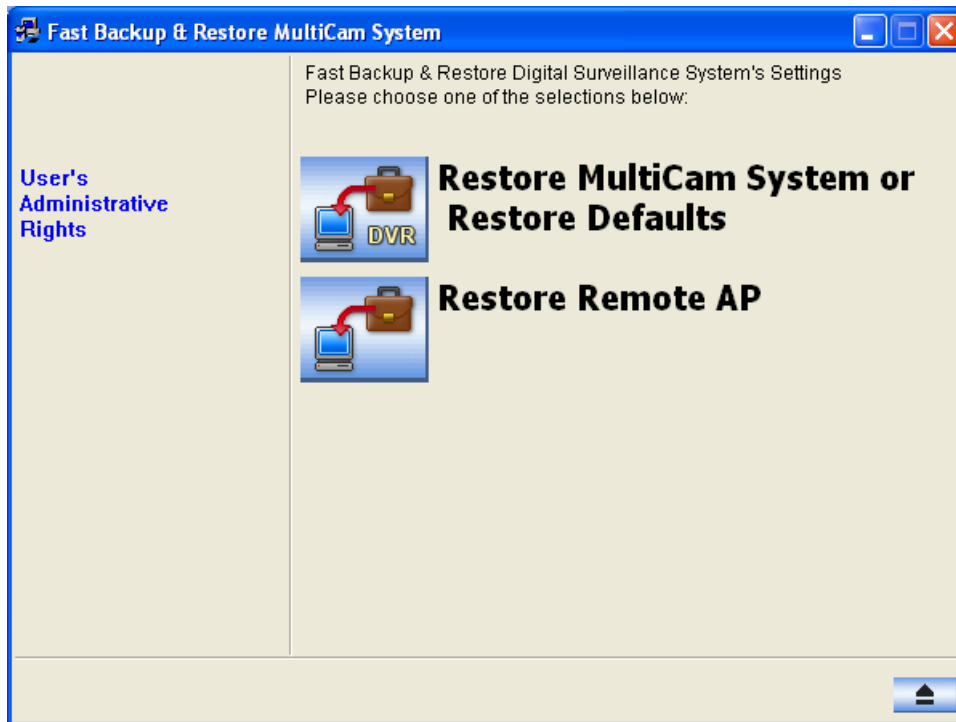 Fast Backup & Restore MultiCam System
Fast Backup & Restore Digital Surveillance System's Settings
Please choose one of the selections below:
User's
Administrative
Rights
Restore MultiCam System or
Restore Defaults
DVR
Restore Remote AP